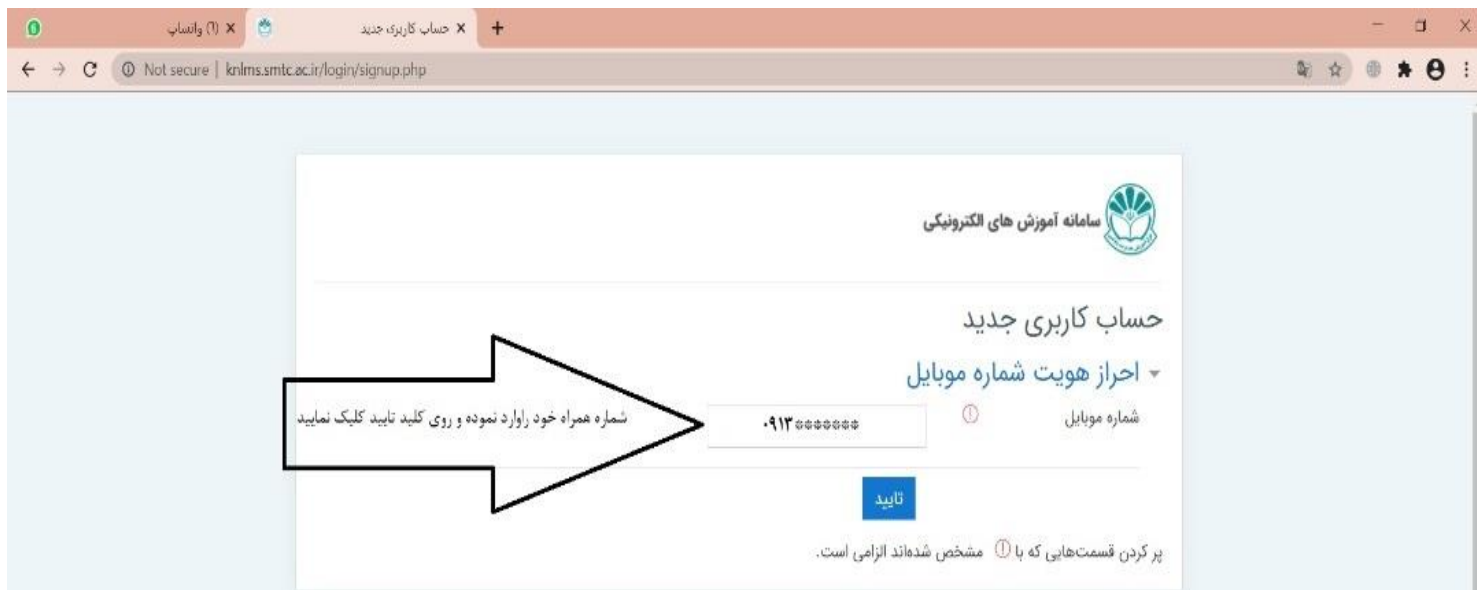 (۶) واتساپ
حساب کاربری جدید
Not secure | knlms.smtc.ac.ir/login/signup.php
سامانه آموزش های الکترونیکی
حساب کاربری جدید
احراز هویت شماره موبایل
شماره موبایل
۰۹۱۳*******
شماره همراه خود راوارد نموده و روی کلید تایید کلیک نمایید
تایید
پر کردن قسمت‌هایی که با مشخص شده‌اند الزامی است.